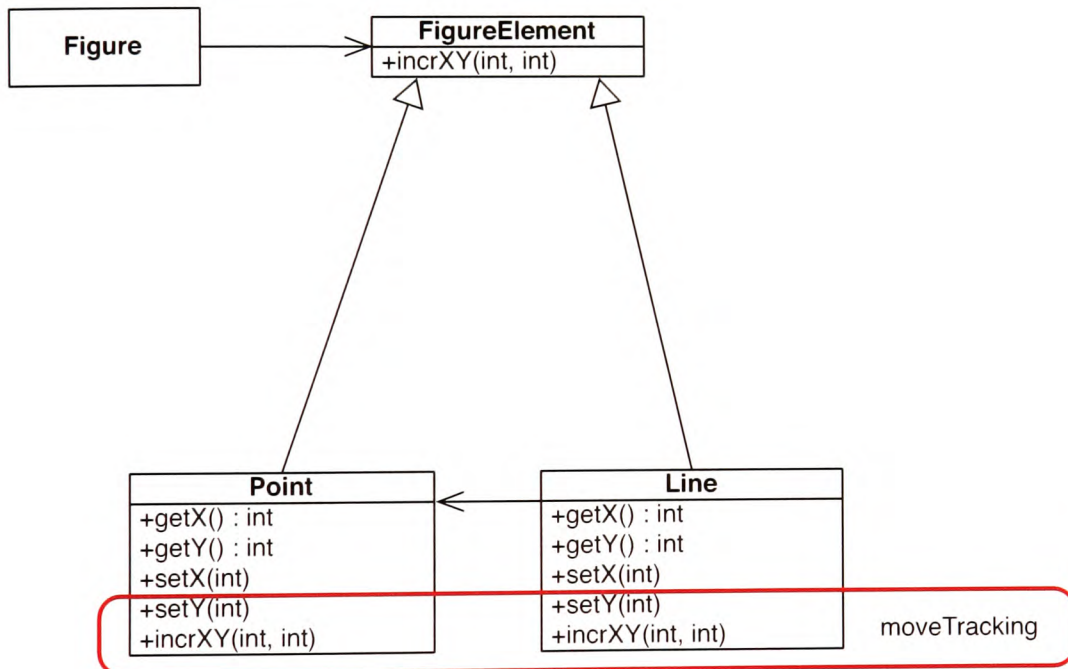 Figure
FigureElement
+incrXY(int, int)
Point
+getX() : int
+getY() : int
+setX(int)
+setY(int)
+incrXY(int, int)
Line
+getX() : int
+getY() : int
+setX(int)
+setY(int)
+incrXY(int, int)
moveTracking